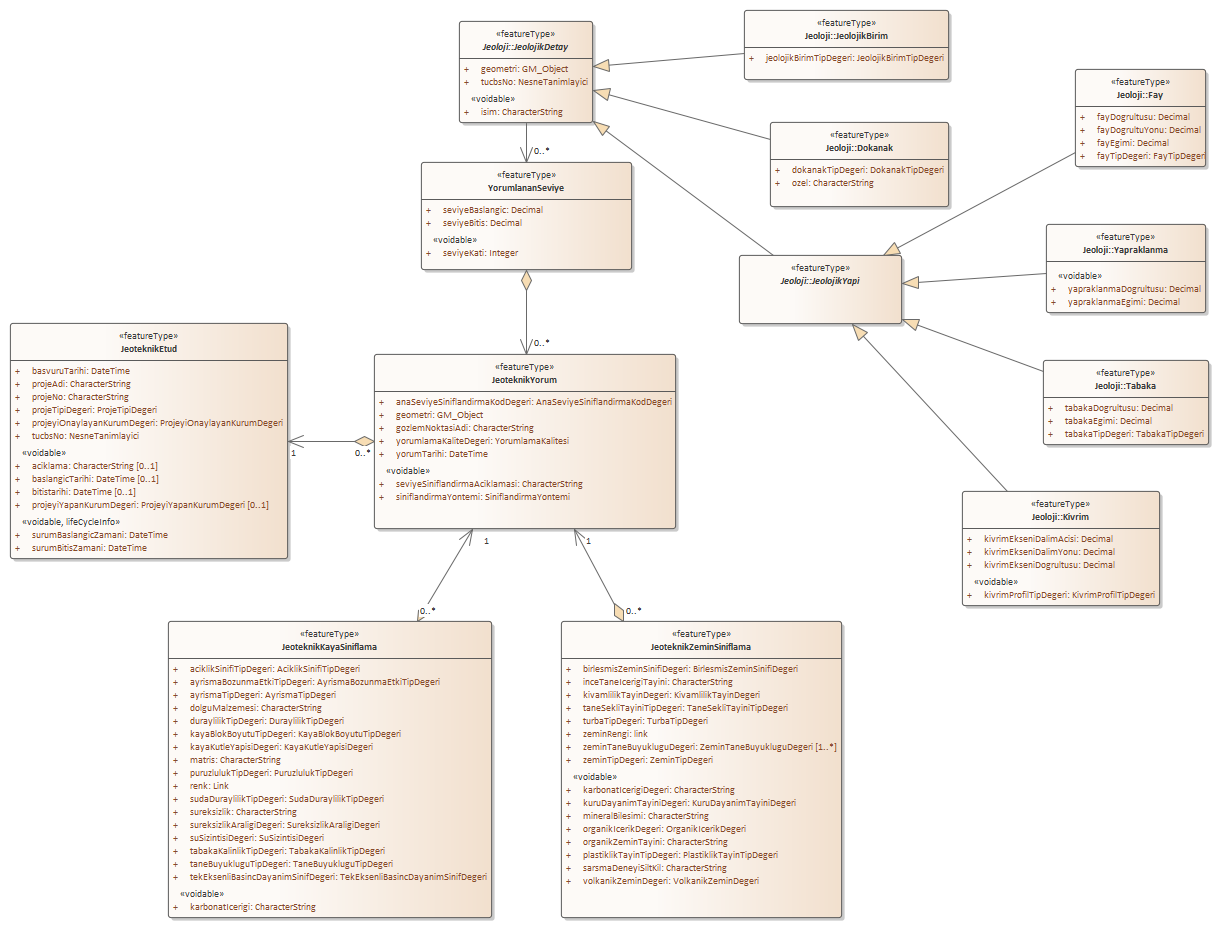 «featureType»
Jeoloji::JeolojikDetay
+ geometri: GM_Object
+ tucbsNo: NesneTanimlayici
«voidable»
+ isim: CharacterString
«featureType»
Jeoloji::JeolojikBirim
+ jeolojikBirimTipDegeri: JeolojikBirimTipDegeri
«featureType»
Jeoloji::Fay
+ fayDogrultusu: Decimal
+ fayDogrultuYonu: Decimal
+ fayEgimi: Decimal
+ fayTipDegeri: FayTipDegeri
«featureType»
Jeoloji::Dokanak
+ dokanakTipDegeri: DokanakTipDegeri
+ ozel: CharacterString
0..*
«featureType»
YorumlananSeviye
+ seviyeBaslangic: Decimal
+ seviyeBitis: Decimal
«voidable»
+ seviyeKati: Integer
«featureType»
Jeoloji::JeolojikYapi
«featureType»
Jeoloji::Yapraklanma
«voidable»
+ yapraklanmaDogrultusu: Decimal
+ yapraklanmaEgimi: Decimal
0..*
«featureType»
JeoteknikEtud
+ basvuruTarihi: DateTime
+ projeAdi: CharacterString
+ projeNo: CharacterString
+ projeTipiDegeri: ProjeTipiDegeri
+ projeyiOnaylayanKurumDegeri: ProjeyiOnaylayanKurumDegeri
+ tucbsNo: NesneTanimlayici
«voidable»
+ aciklama: CharacterString [0..1]
+ baslangicTarihi: DateTime [0..1]
+ bitistarihi: DateTime [0..1]
+ projeyiYapanKurumDegeri: ProjeyiYapanKurumDegeri [0..1]
«voidable, lifeCycleInfo»
+ surumBaslangicZamani: DateTime
+ surumBitisZamani: DateTime
1
0..*
«featureType»
JeoteknikYorum
+ anaSeviyeSiniflandirmaKodDegeri: AnaSeviyeSiniflandirmaKodDegeri
+ geometri: GM_Object
+ gozlemNoktasiAdi: CharacterString
+ yorumlamaKaliteDegeri: YorumlamaKalitesi
+ yorumTarihi: DateTime
«voidable»
+ seviyeSiniflandirmaAciklamasi: CharacterString
+ siniflandirmaYontemi: SiniflandirmaYontemi
«featureType»
Jeoloji::Tabaka
+ tabakaDogrultusu: Decimal
+ tabakaEgimi: Decimal
+ tabakaTipDegeri: TabakaTipDegeri
«featureType»
Jeoloji::Kivrim
+ kivrimEkseniDalimAcisi: Decimal
+ kivrimEkseniDalimYonu: Decimal
+ kivrimEkseniDogrultusu: Decimal
«voidable»
+ kivrimProfilTipDegeri: KivrimProfilTipDegeri
1
1
0..*
0..*
«featureType»
JeoteknikKayaSiniflama
+ aciklikSinifiTipDegeri: AciklikSinifiTipDegeri
+ ayrismaBozunmaEtkiTipDegeri: AyrismaBozunmaEtkiTipDegeri
+ ayrismaTipDegeri: AyrismaTipDegeri
+ dolguMalzemesi: CharacterString
+ duraylilikTipDegeri: DuraylilikTipDegeri
+ kayaBlokBoyutuTipDegeri: KayaBlokBoyutuTipDegeri
+ kayaKutleYapisiDegeri: KayaKutleYapisiDegeri
+ matris: CharacterString
+ puruzlulukTipDegeri: PuruzlulukTipDegeri
+ renk: Link
+ sudaDuraylilikTipDegeri: SudaDuraylilikTipDegeri
+ sureksizlik: CharacterString
+ sureksizlikAraligiDegeri: SureksizlikAraligiDegeri
+ suSizintisiDegeri: SuSizintisiDegeri
+ tabakaKalinlikTipDegeri: TabakaKalinlikTipDegeri
+ taneBuyukluguTipDegeri: TaneBuyukluguTipDegeri
+ tekEksenliBasincDayanimSinifDegeri: TekEksenliBasincDayanimSinifDegeri
«voidable»
+ karbonatIcerigi: CharacterString
«featureType»
JeoteknikZeminSiniflama
+ birlesmisZeminSinifiDegeri: BirlesmisZeminSinifiDegeri
+ inceTaneIcerigiTayini: CharacterString
+ kivamlilikTayinDegeri: KivamlilikTayinDegeri
+ taneSekliTayiniTipDegeri: TaneSekliTayiniTipDegeri
+ turbaTipDegeri: TurbaTipDegeri
+ zeminRengi: link
+ zeminTaneBuyukluguDegeri: ZeminTaneBuyukluguDegeri [1..*]
+ zeminTipDegeri: ZeminTipDegeri
«voidable»
+ karbonatIcerigiDegeri: CharacterString
+ kuruDayanimTayiniDegeri: KuruDayanimTayiniDegeri
+ mineralBilesimi: CharacterString
+ organikIcerikDegeri: OrganikIcerikDegeri
+ organikZeminTayini: CharacterString
+ plastiklikTayinTipDegeri: PlastiklikTayinTipDegeri
+ sarsmaDeneyiSiltKil: CharacterString
+ volkanikZeminDegeri: VolkanikZeminDegeri